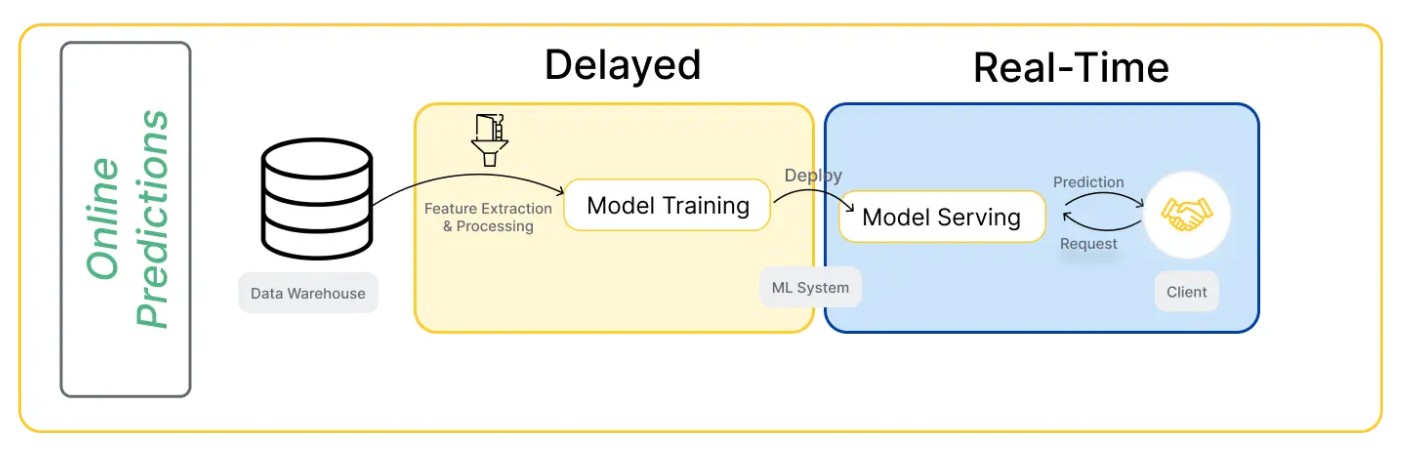 Online
Predictions
Delayed
Real-Time
Data Warehouse
Feature Extraction
& Processing
Model Training
Deploy
ML System
Model Serving
Prediction
Request
Client